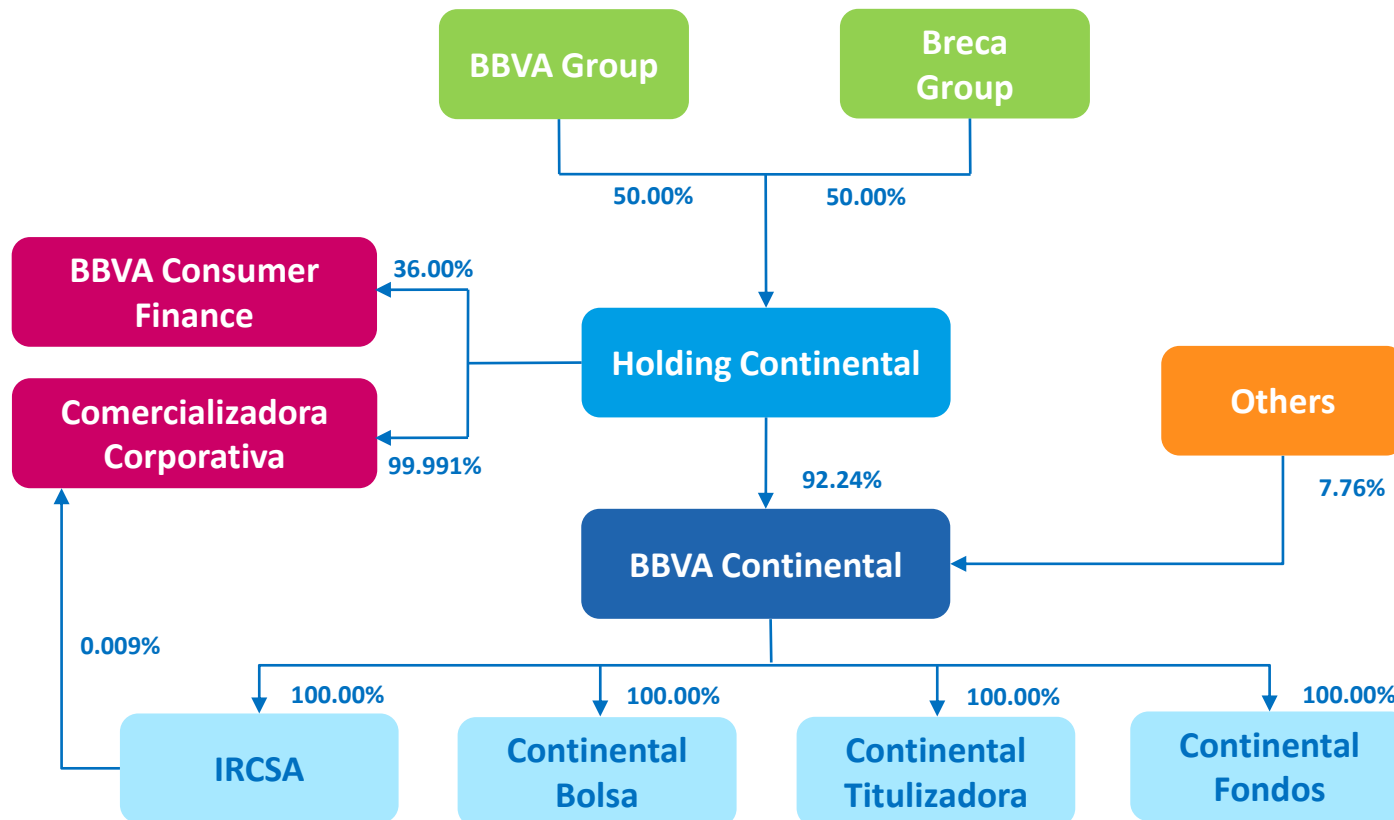 BBVA Group
Breca
Group
50.00%
50.00%
BBVA Consumer
Finance
36.00%
Holding Continental
Others
Comercializadora
Corporativa
99.991%
92.24%
7.76%
BBVA Continental
0.009%
100.00%
100.00%
100.00%
100.00%
IRCSA
Continental
Bolsa
Continental
Titulizadora
Continental
Fondos